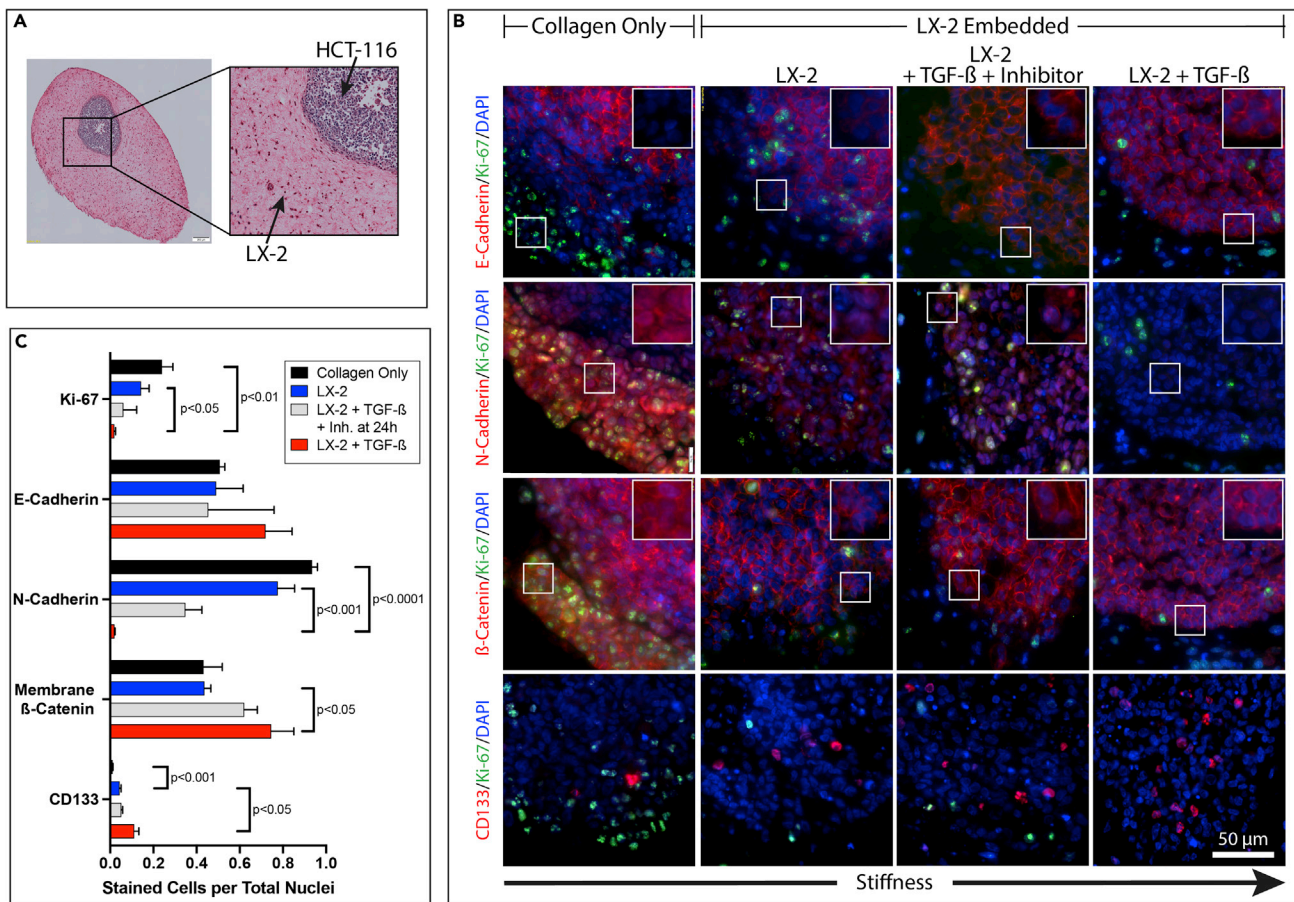 A
HCT-116
LX-2
B
Collagen Only
LX-2 Embedded
LX-2
LX-2
+ TGF-ß + Inhibitor
LX-2 + TGF-ß
E-Cadherin/Ki-67/DAPI
N-Cadherin/Ki-67/DAPI
ß-Catenin/Ki-67/DAPI
CD133/Ki-67/DAPI
50 µm
Stiffness
C
Collagen Only
LX-2
LX-2 + TGF-ß
+ Inh. at 24h
LX-2 + TGF-ß
Ki-67
p<0.05
p<0.01
E-Cadherin
N-Cadherin
p<0.001
p<0.0001
Membrane
ß-Catenin
p<0.05
CD133
p<0.001
p<0.05
0.0 0.2 0.4 0.6 0.8 1.0
Stained Cells per Total Nuclei